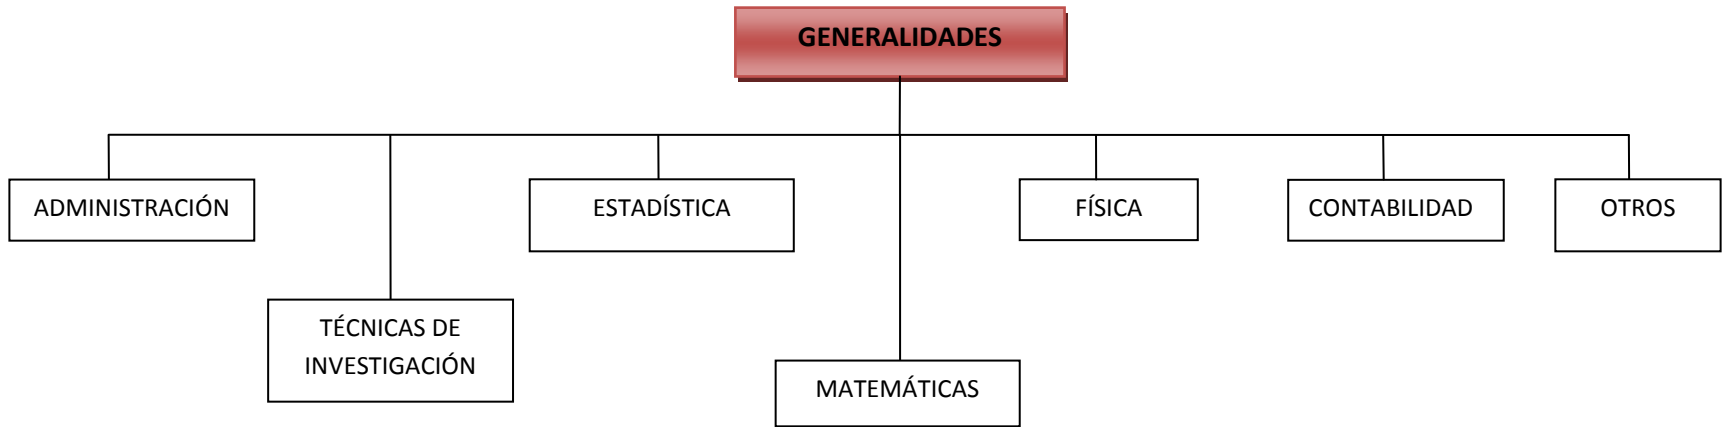 GENERALIDADES
ADMINISTRACIÓN
ESTADÍSTICA
FÍSICA
CONTABILIDAD
OTROS
TÉCNICAS DE
INVESTIGACIÓN
MATEMÁTICAS